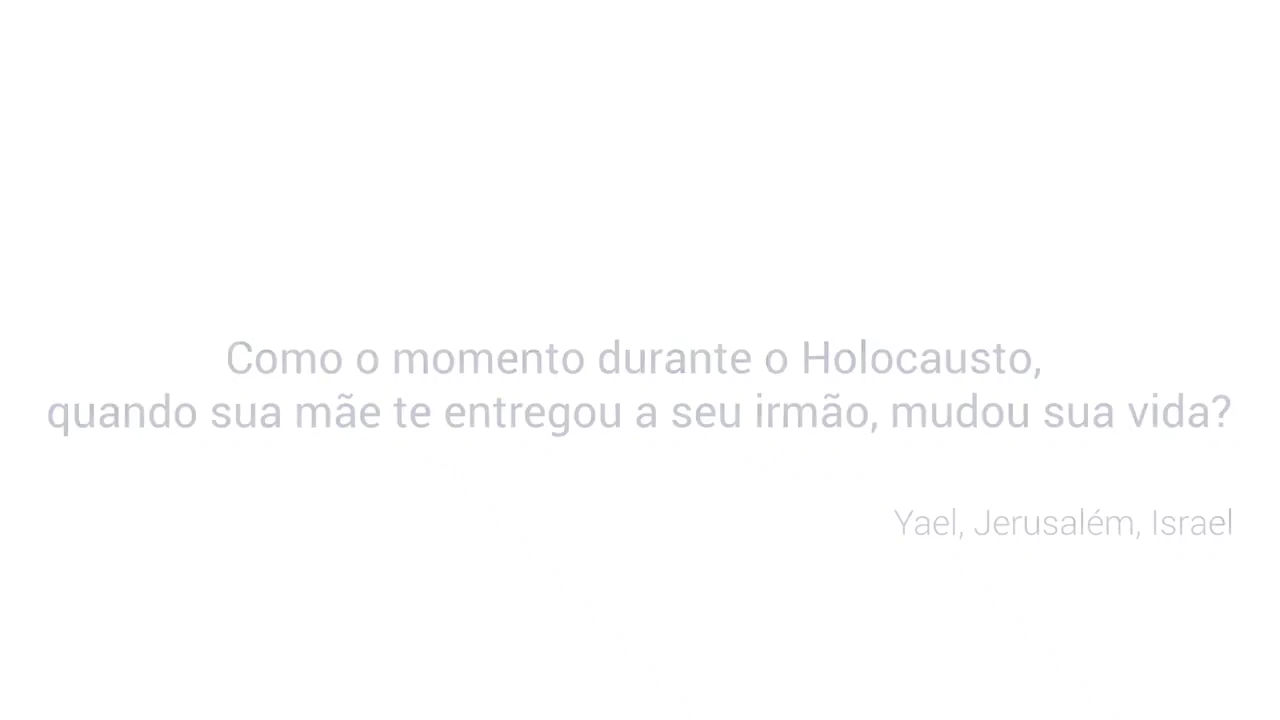 Como o momento durante o Holocausto,
quando sua mãe te entregou a seu irmão, mudou sua vida?
Yael, Jerusalém, Israel